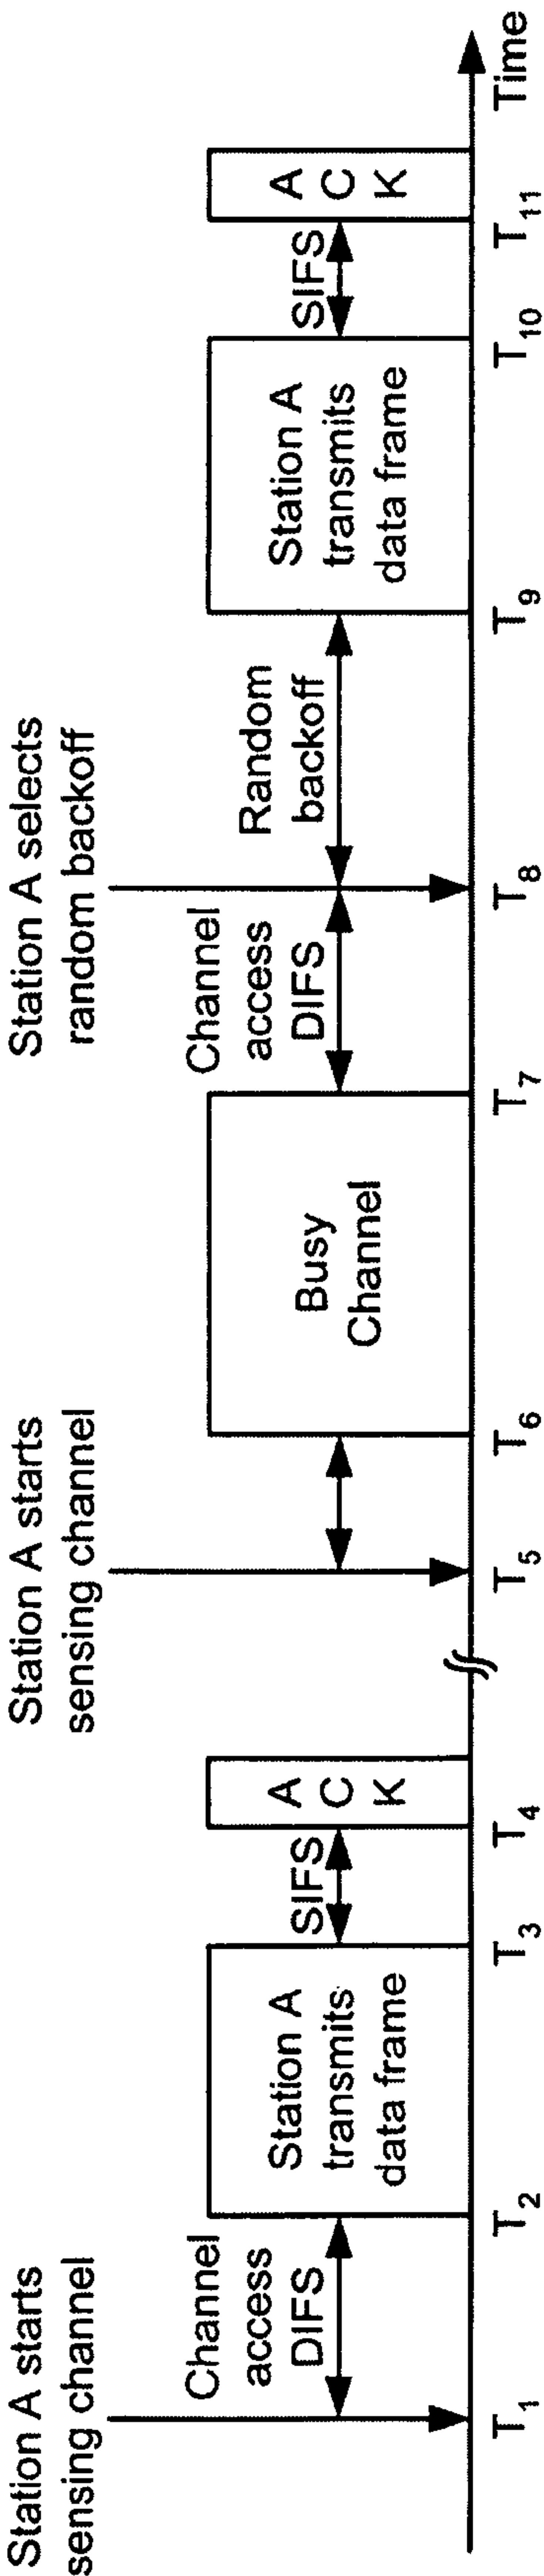 Station A starts
sensing channel
Channel
access
DIFS
Station A
transmits
data frame
SIFS
A
C
K
Station A starts
sensing channel
Busy
Channel
Channel
access
DIFS
Station A selects
random backoff
Random
backoff
Station A
transmits
data frame
SIFS
A
C
K
T1
T2
T3
T4
T5
T6
T7
T8
T9
T10
T11
Time